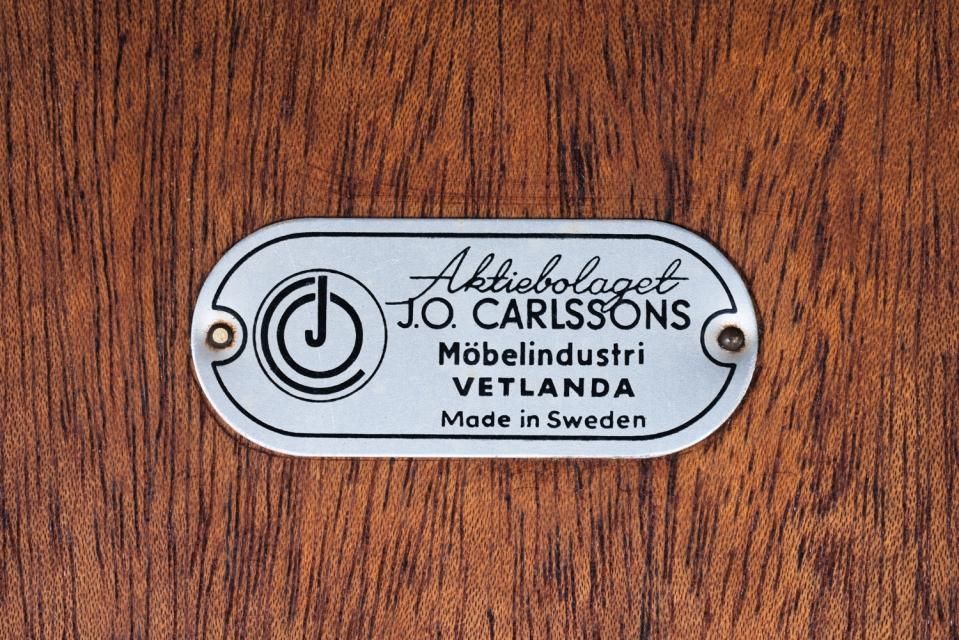 Aktiebolaget
J.O. CARLSSONS
Möbelindustri
VETLANDA
Made in Sweden